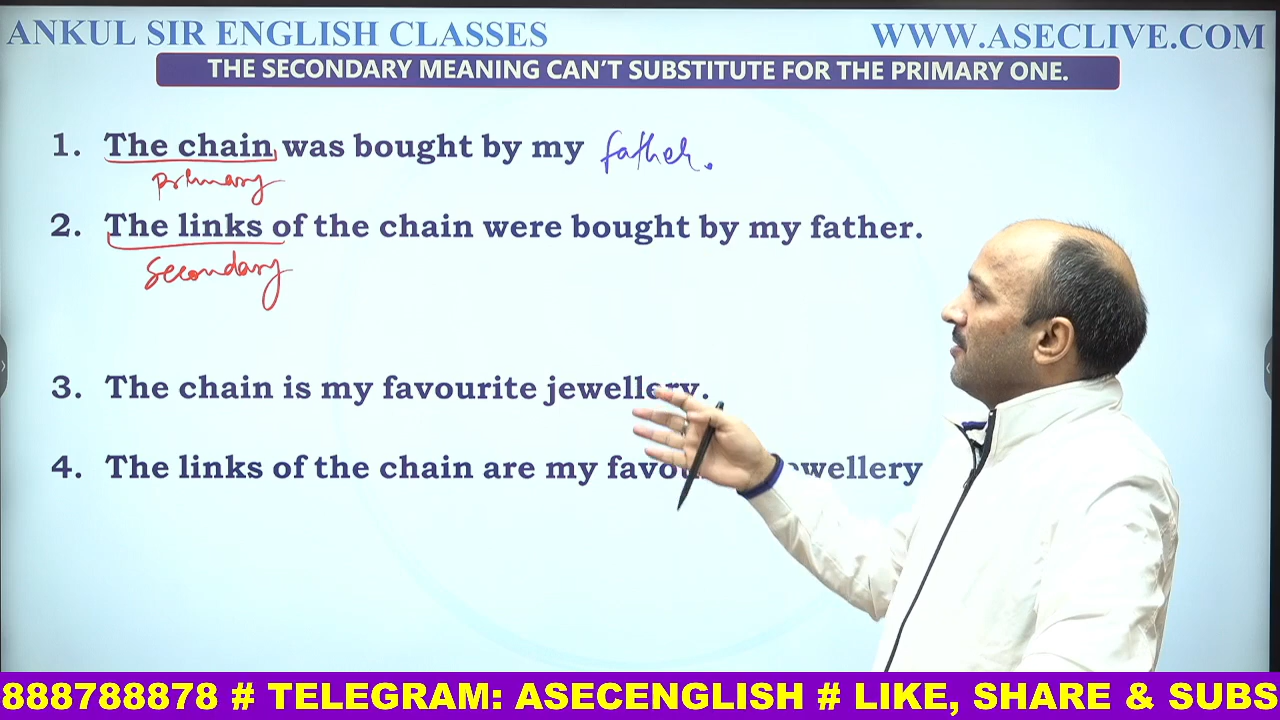 ANKUL SIR ENGLISH CLASSES
WWW.ASECLIVE.COM
THE SECONDARY MEANING CAN'T SUBSTITUTE FOR THE PRIMARY ONE.
1. The chain was bought by my father.
Primary
2. The links of the chain were bought by my father.
Secondary
3. The chain is my favourite jewellery.
4. The links of the chain are my
888788878 # TELEGRAM: ASECENGLISH # LIKE, SHARE & SUBS